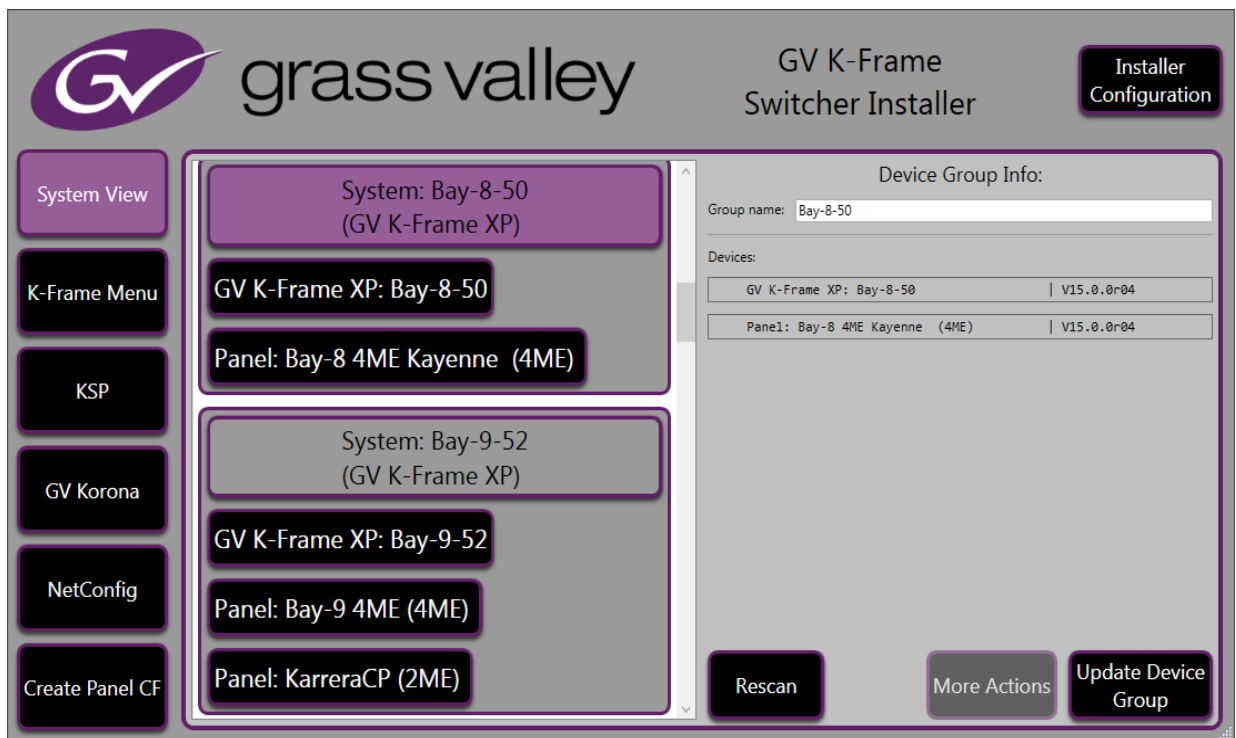 GV grass valley
GV K-Frame
Switcher Installer
Installer
Configuration
System View
K-Frame Menu
KSP
GV Korona
NetConfig
Create Panel CF
System: Bay-8-50
(GV K-Frame XP)
GV K-Frame XP: Bay-8-50
Panel: Bay-8 4ME Kayenne  (4ME)
System: Bay-9-52
(GV K-Frame XP)
GV K-Frame XP: Bay-9-52
Panel: Bay-9 4ME (4ME)
Panel: KarreraCP (2ME)
Device Group Info:
Group name: Bay-8-50
Devices:
GV K-Frame XP: Bay-8-50 | V15.0.0r04
Panel: Bay-8 4ME Kayenne  (4ME) | V15.0.0r04
Rescan
More Actions
Update Device
Group